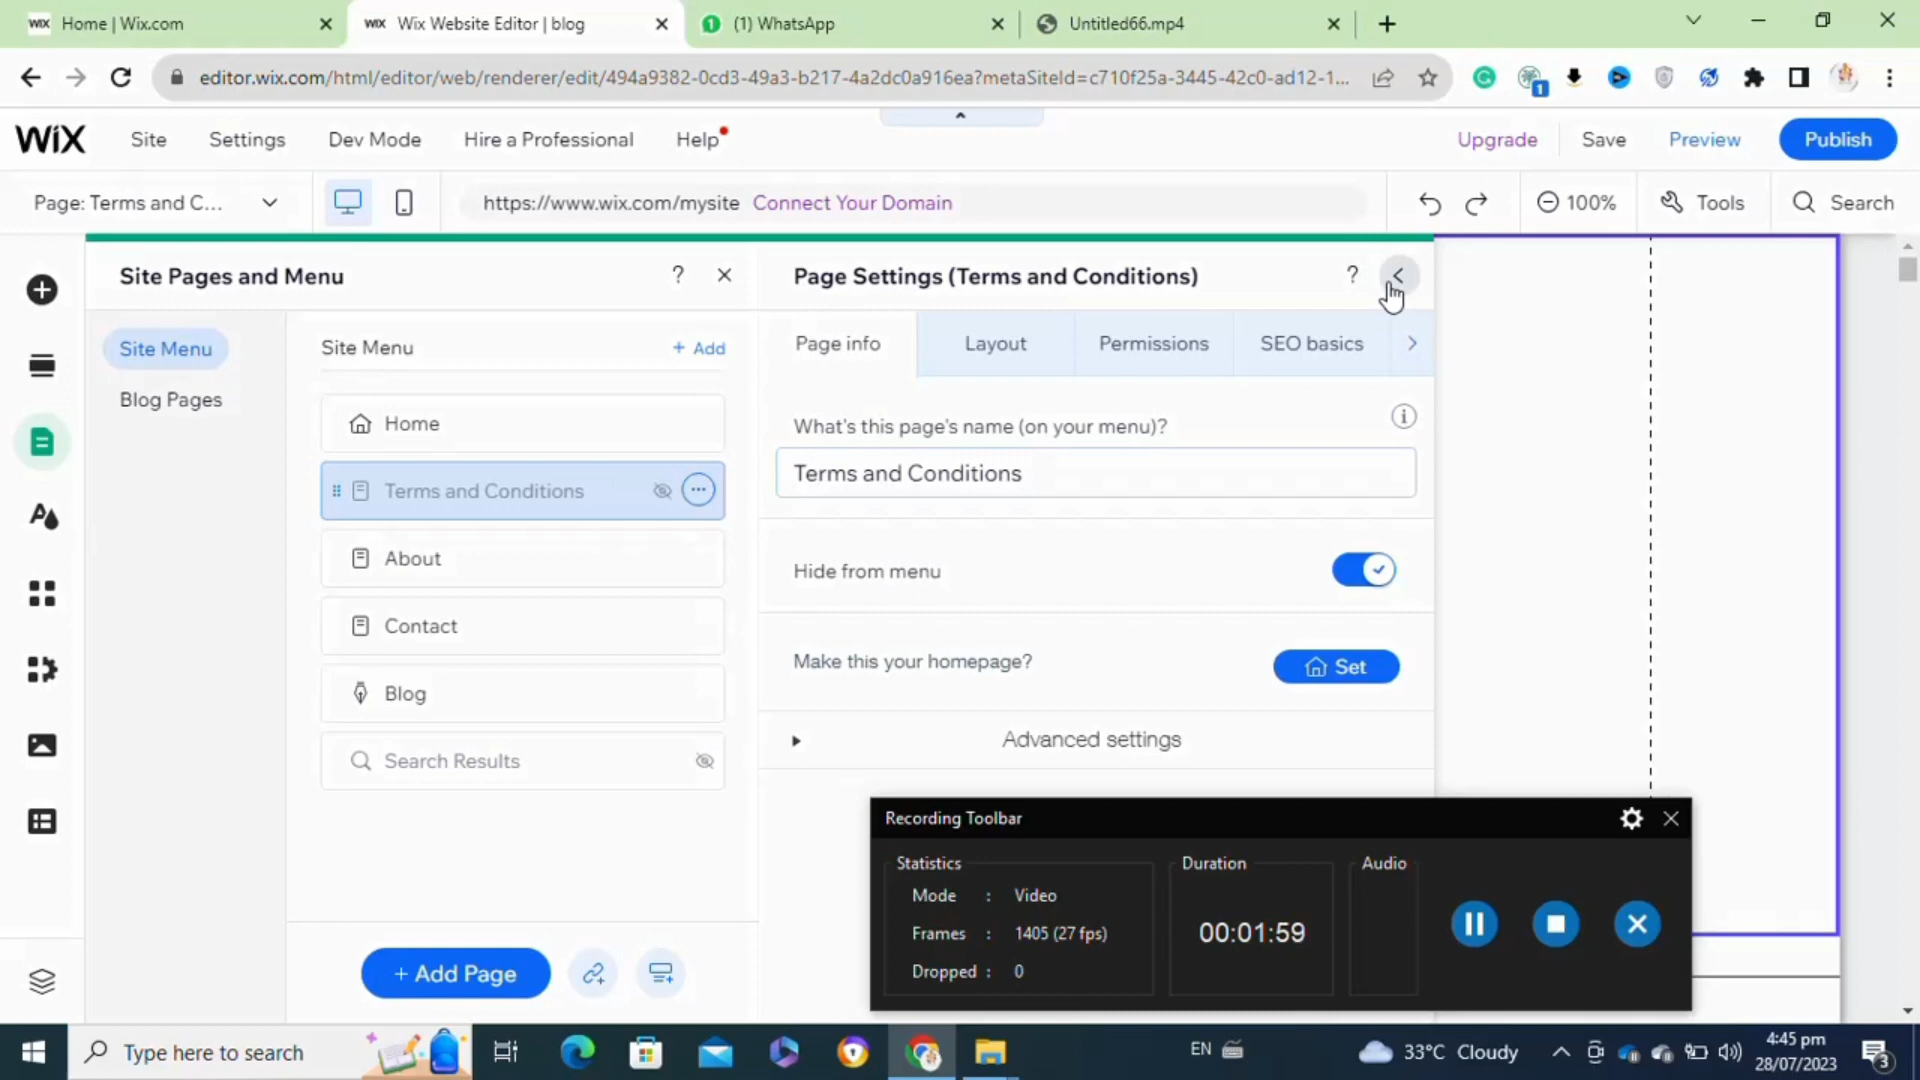 WIX Home | Wix.com
WIX Wix Website Editor | blog
1 (1) WhatsApp
Untitled66.mp4
editor.wix.com/html/editor/web/renderer/edit/494a9382-0cd3-49a3-b217-4a2dc0a916ea?metaSiteId=c710f25a-3445-42c0-ad12-1...
1
WiX Site Settings Dev Mode Hire a Professional Help Upgrade Save Preview Publish
Page: Terms and C... https://www.wix.com/mysite Connect Your Domain 100% Tools Search
Site Pages and Menu ?
Page Settings (Terms and Conditions) ?
Site Menu
Blog Pages
Site Menu + Add
Home
Terms and Conditions
About
Contact
Blog
Search Results
+ Add Page
Page info Layout Permissions SEO basics
What's this page's name (on your menu)?
Terms and Conditions
Hide from menu
Make this your homepage? Set
Advanced settings
Recording Toolbar
Statistics
Mode : Video
Frames : 1405 (27 fps)
Dropped : 0
Duration
00:01:59
Audio
Type here to search
EN
33°C Cloudy
4:45 pm
28/07/2023
3